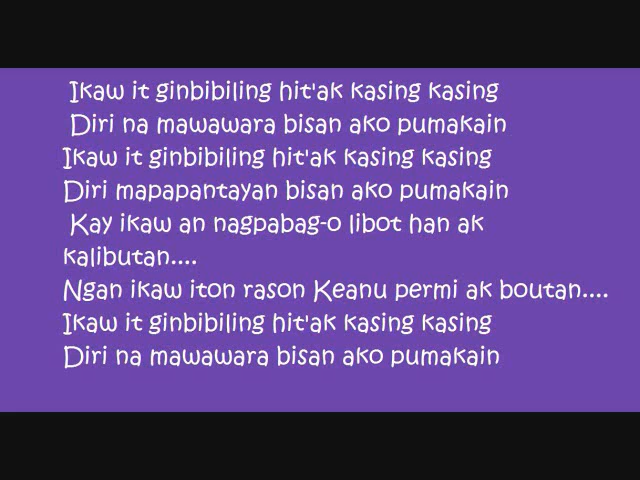 Ikaw it ginbibiling hit'ak kasing kasing
Diri na mawawara bisan ako pumakain
Ikaw it ginbibiling hit'ak kasing kasing
Diri mapapantayan bisan ako pumakain
Kay ikaw an nagpabag-o libot han ak
kalibutan....
Ngan ikaw iton rason Keanu permi ak boutan....
Ikaw it ginbibiling hit'ak kasing kasing
Diri na mawawara bisan ako pumakain